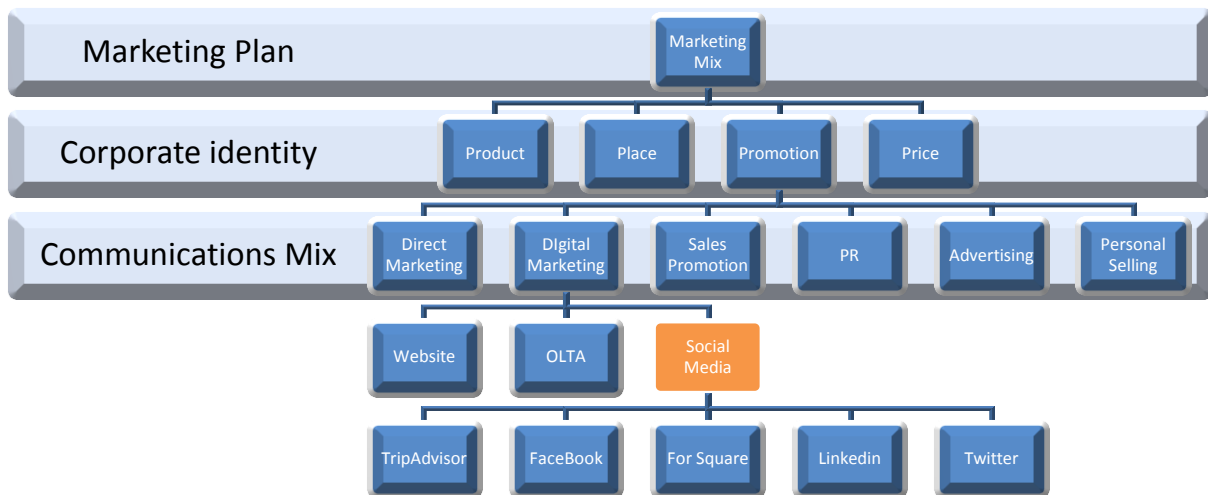 Marketing Plan
Marketing
Mix
Corporate identity
Product
Place
Promotion
Price
Communications Mix
Direct
Marketing
DIgital
Marketing
Sales
Promotion
PR
Advertising
Personal
Selling
Website
OLTA
Social
Media
TripAdvisor
FaceBook
For Square
Linkedin
Twitter